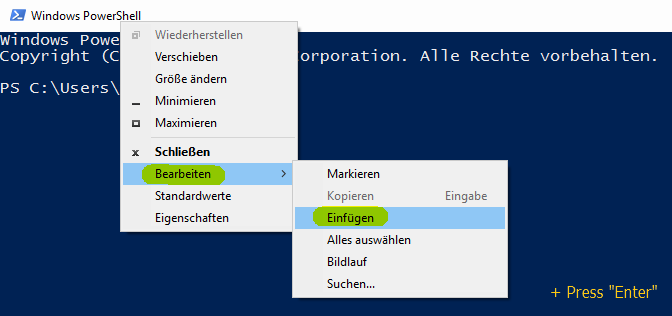 Windows PowerShell
Windows Pow
Copyright (C
orporation. Alle Rechte vorbehalten.
PS C:\Users\
Wiederherstellen
Verschieben
Größe ändern
Minimieren
Maximieren
Schließen
Bearbeiten
Standardwerte
Eigenschaften
Markieren
Kopieren Eingabe
Einfügen
Alles auswählen
Bildlauf
Suchen...
+ Press "Enter"